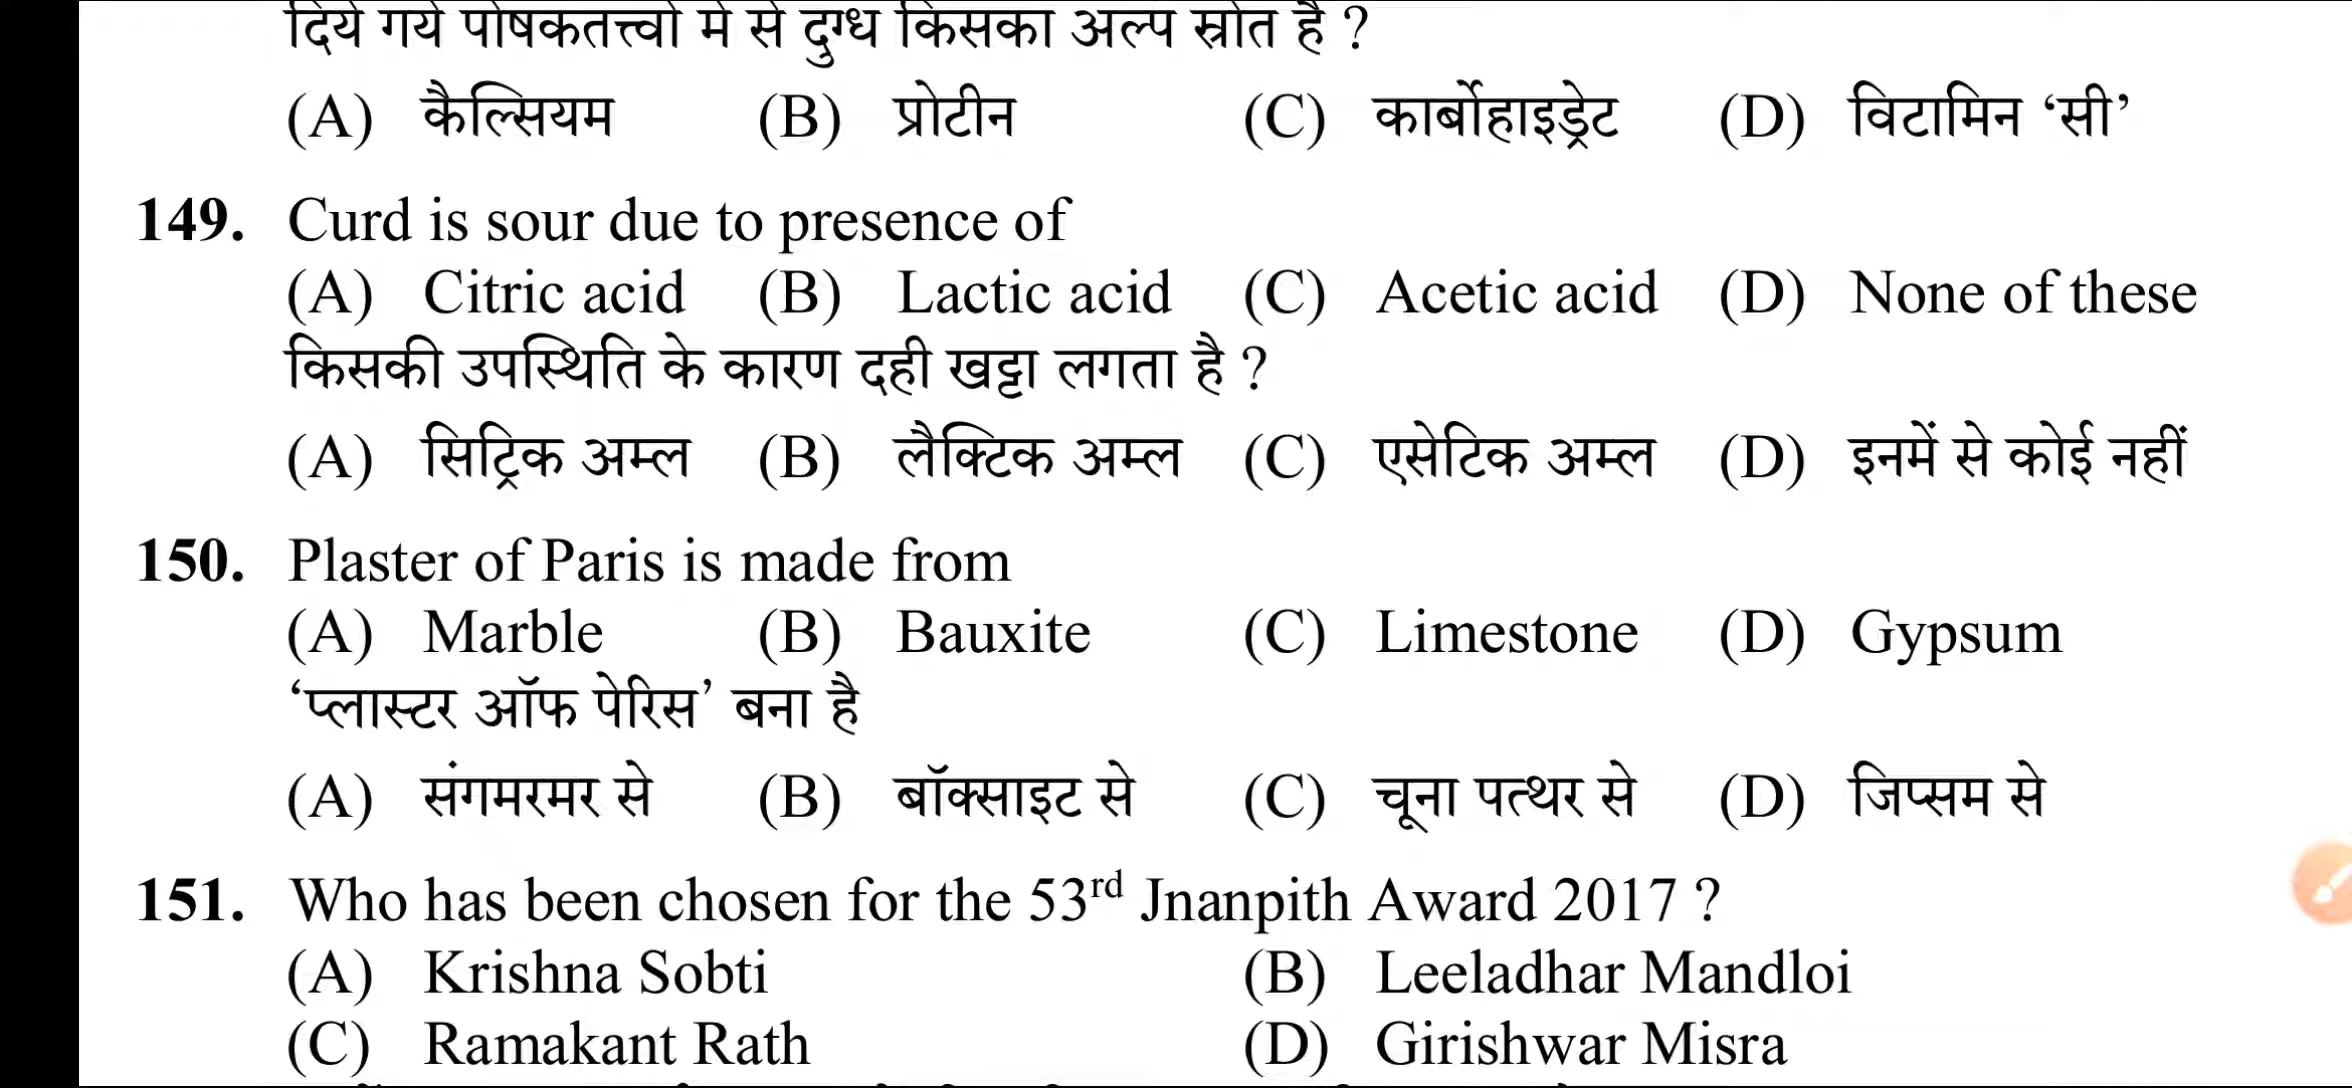 दिये गये पोषकतत्त्वों में से दुग्ध किसका अल्प स्रोत है ?
(A) कैल्सियम (B) प्रोटीन (C) कार्बोहाइड्रेट (D) विटामिन ‘सी’
149. Curd is sour due to presence of
(A) Citric acid (B) Lactic acid (C) Acetic acid (D) None of these
किसकी उपस्थिति के कारण दही खट्टा लगता है ?
(A) सिट्रिक अम्ल (B) लैक्टिक अम्ल (C) एसेटिक अम्ल (D) इनमें से कोई नहीं
150. Plaster of Paris is made from
(A) Marble (B) Bauxite (C) Limestone (D) Gypsum
‘प्लास्टर ऑफ पेरिस’ बना है
(A) संगमरमर से (B) बॉक्साइट से (C) चूना पत्थर से (D) जिप्सम से
151. Who has been chosen for the 53rd Jnanpith Award 2017 ?
(A) Krishna Sobti (B) Leeladhar Mandloi
(C) Ramakant Rath (D) Girishwar Misra